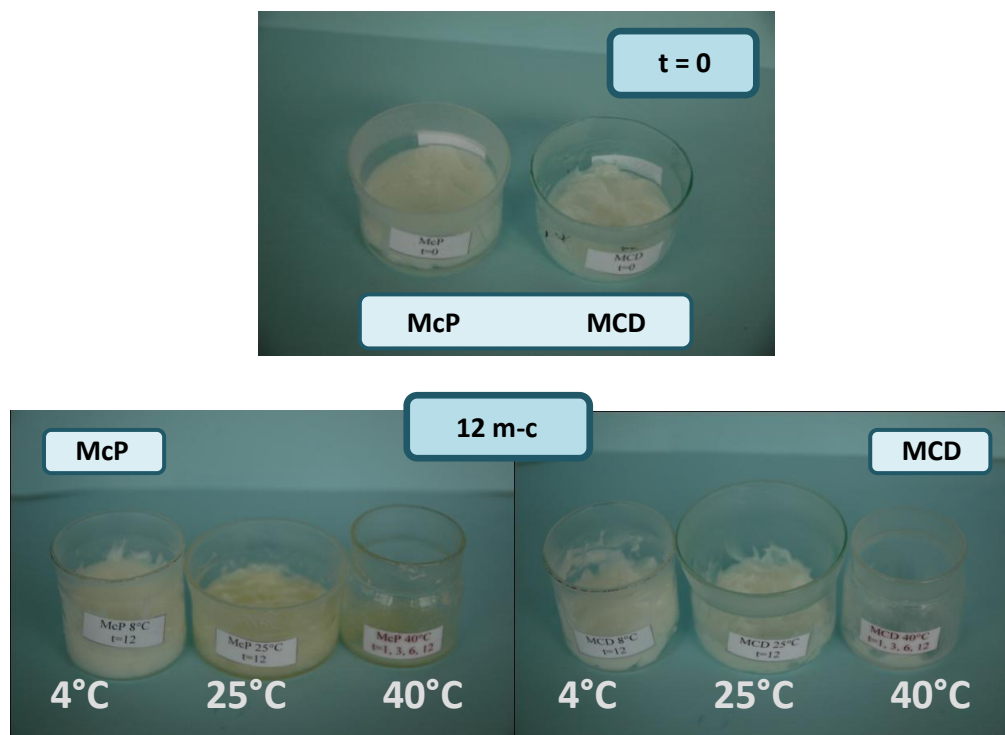 t = 0
McP
t=0
MCD
t=0
McP MCD
12 m-c
McP
MCD
McP 8°C
t=12
McP 25°C
t=12
McP 40°C
t=1, 3, 6, 12
MCD 8°C
t=12
MCD 25°C
t=12
MCD 40°C
t=1, 3, 6, 12
4°C 25°C 40°C
4°C 25°C 40°C